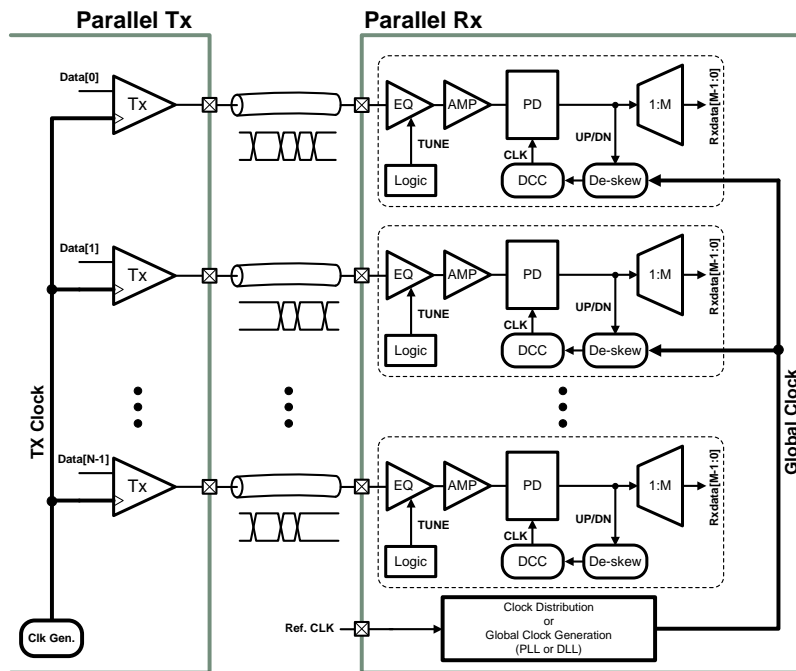 Parallel Tx
Parallel Rx
Data[0]
Tx
EQ
AMP
PD
1:M
Rxdata[M-1:0]
TUNE
CLK
UP/DN
Logic
DCC
De-skew
Data[1]
Tx
EQ
AMP
PD
1:M
Rxdata[M-1:0]
TUNE
CLK
UP/DN
Logic
DCC
De-skew
TX Clock
Global Clock
Data[N-1]
Tx
EQ
AMP
PD
1:M
Rxdata[M-1:0]
TUNE
CLK
UP/DN
Logic
DCC
De-skew
Clk Gen.
Ref. CLK
Clock Distribution
or
Global Clock Generation
(PLL or DLL)